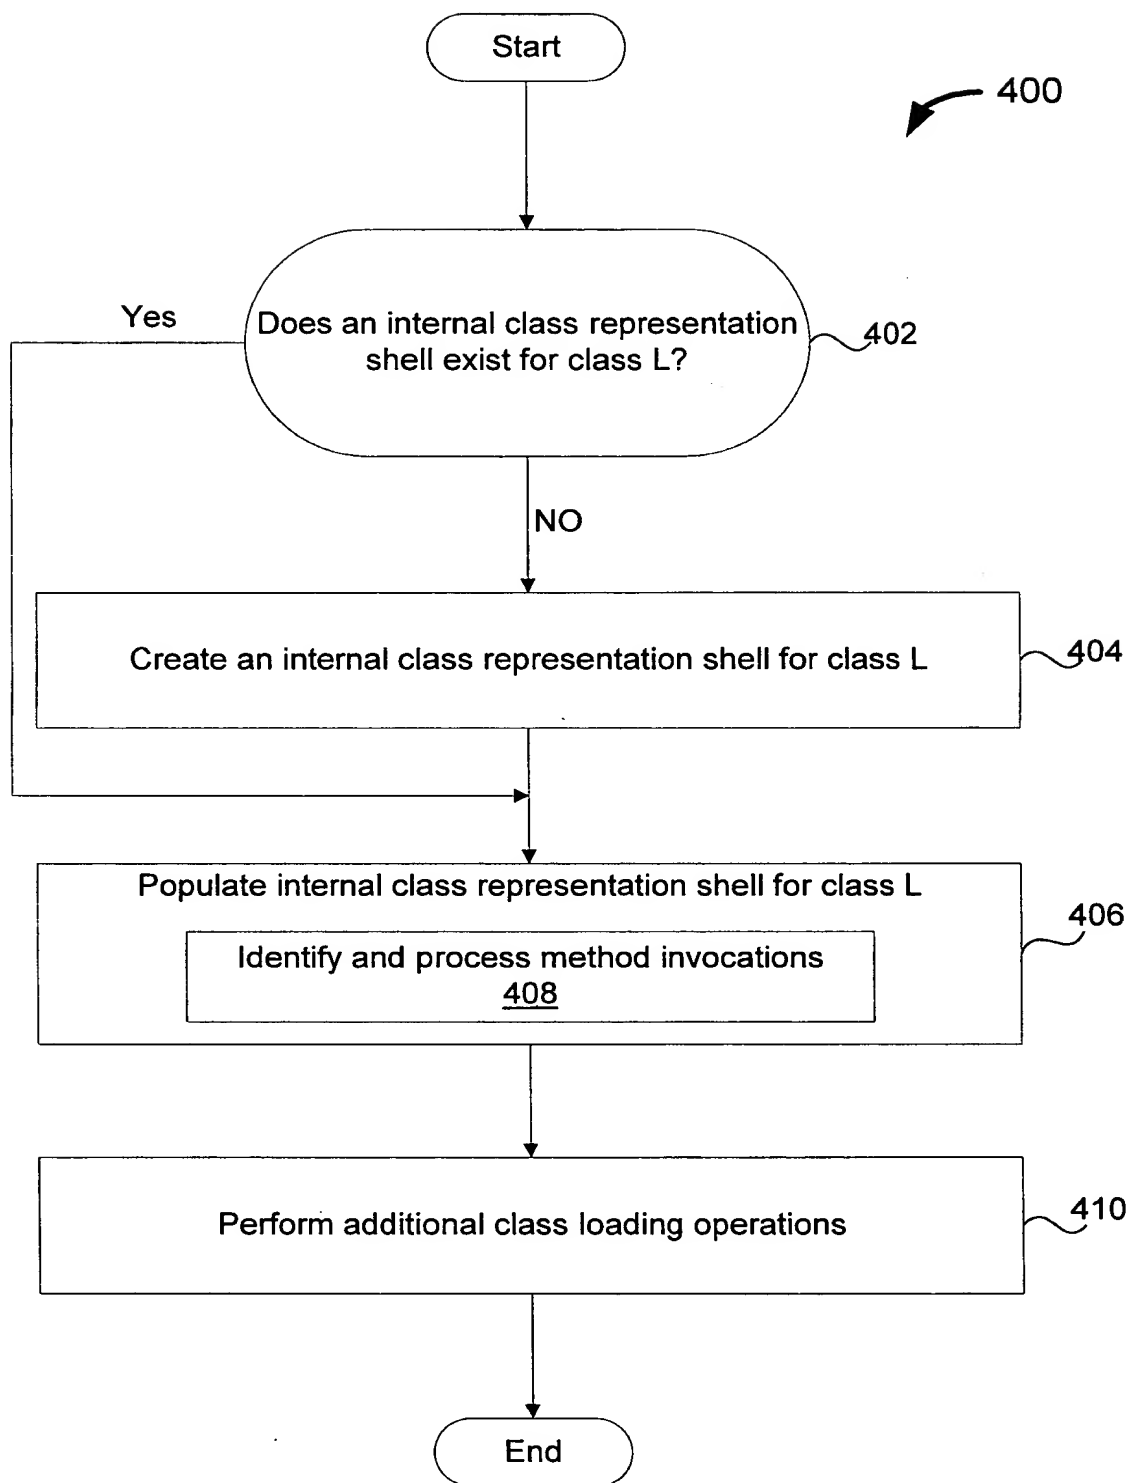 Start
400
Yes
Does an internal class representation
shell exist for class L?
402
NO
Create an internal class representation shell for class L
404
Populate internal class representation shell for class L
406
Identify and process method invocations
408
Perform additional class loading operations
410
End